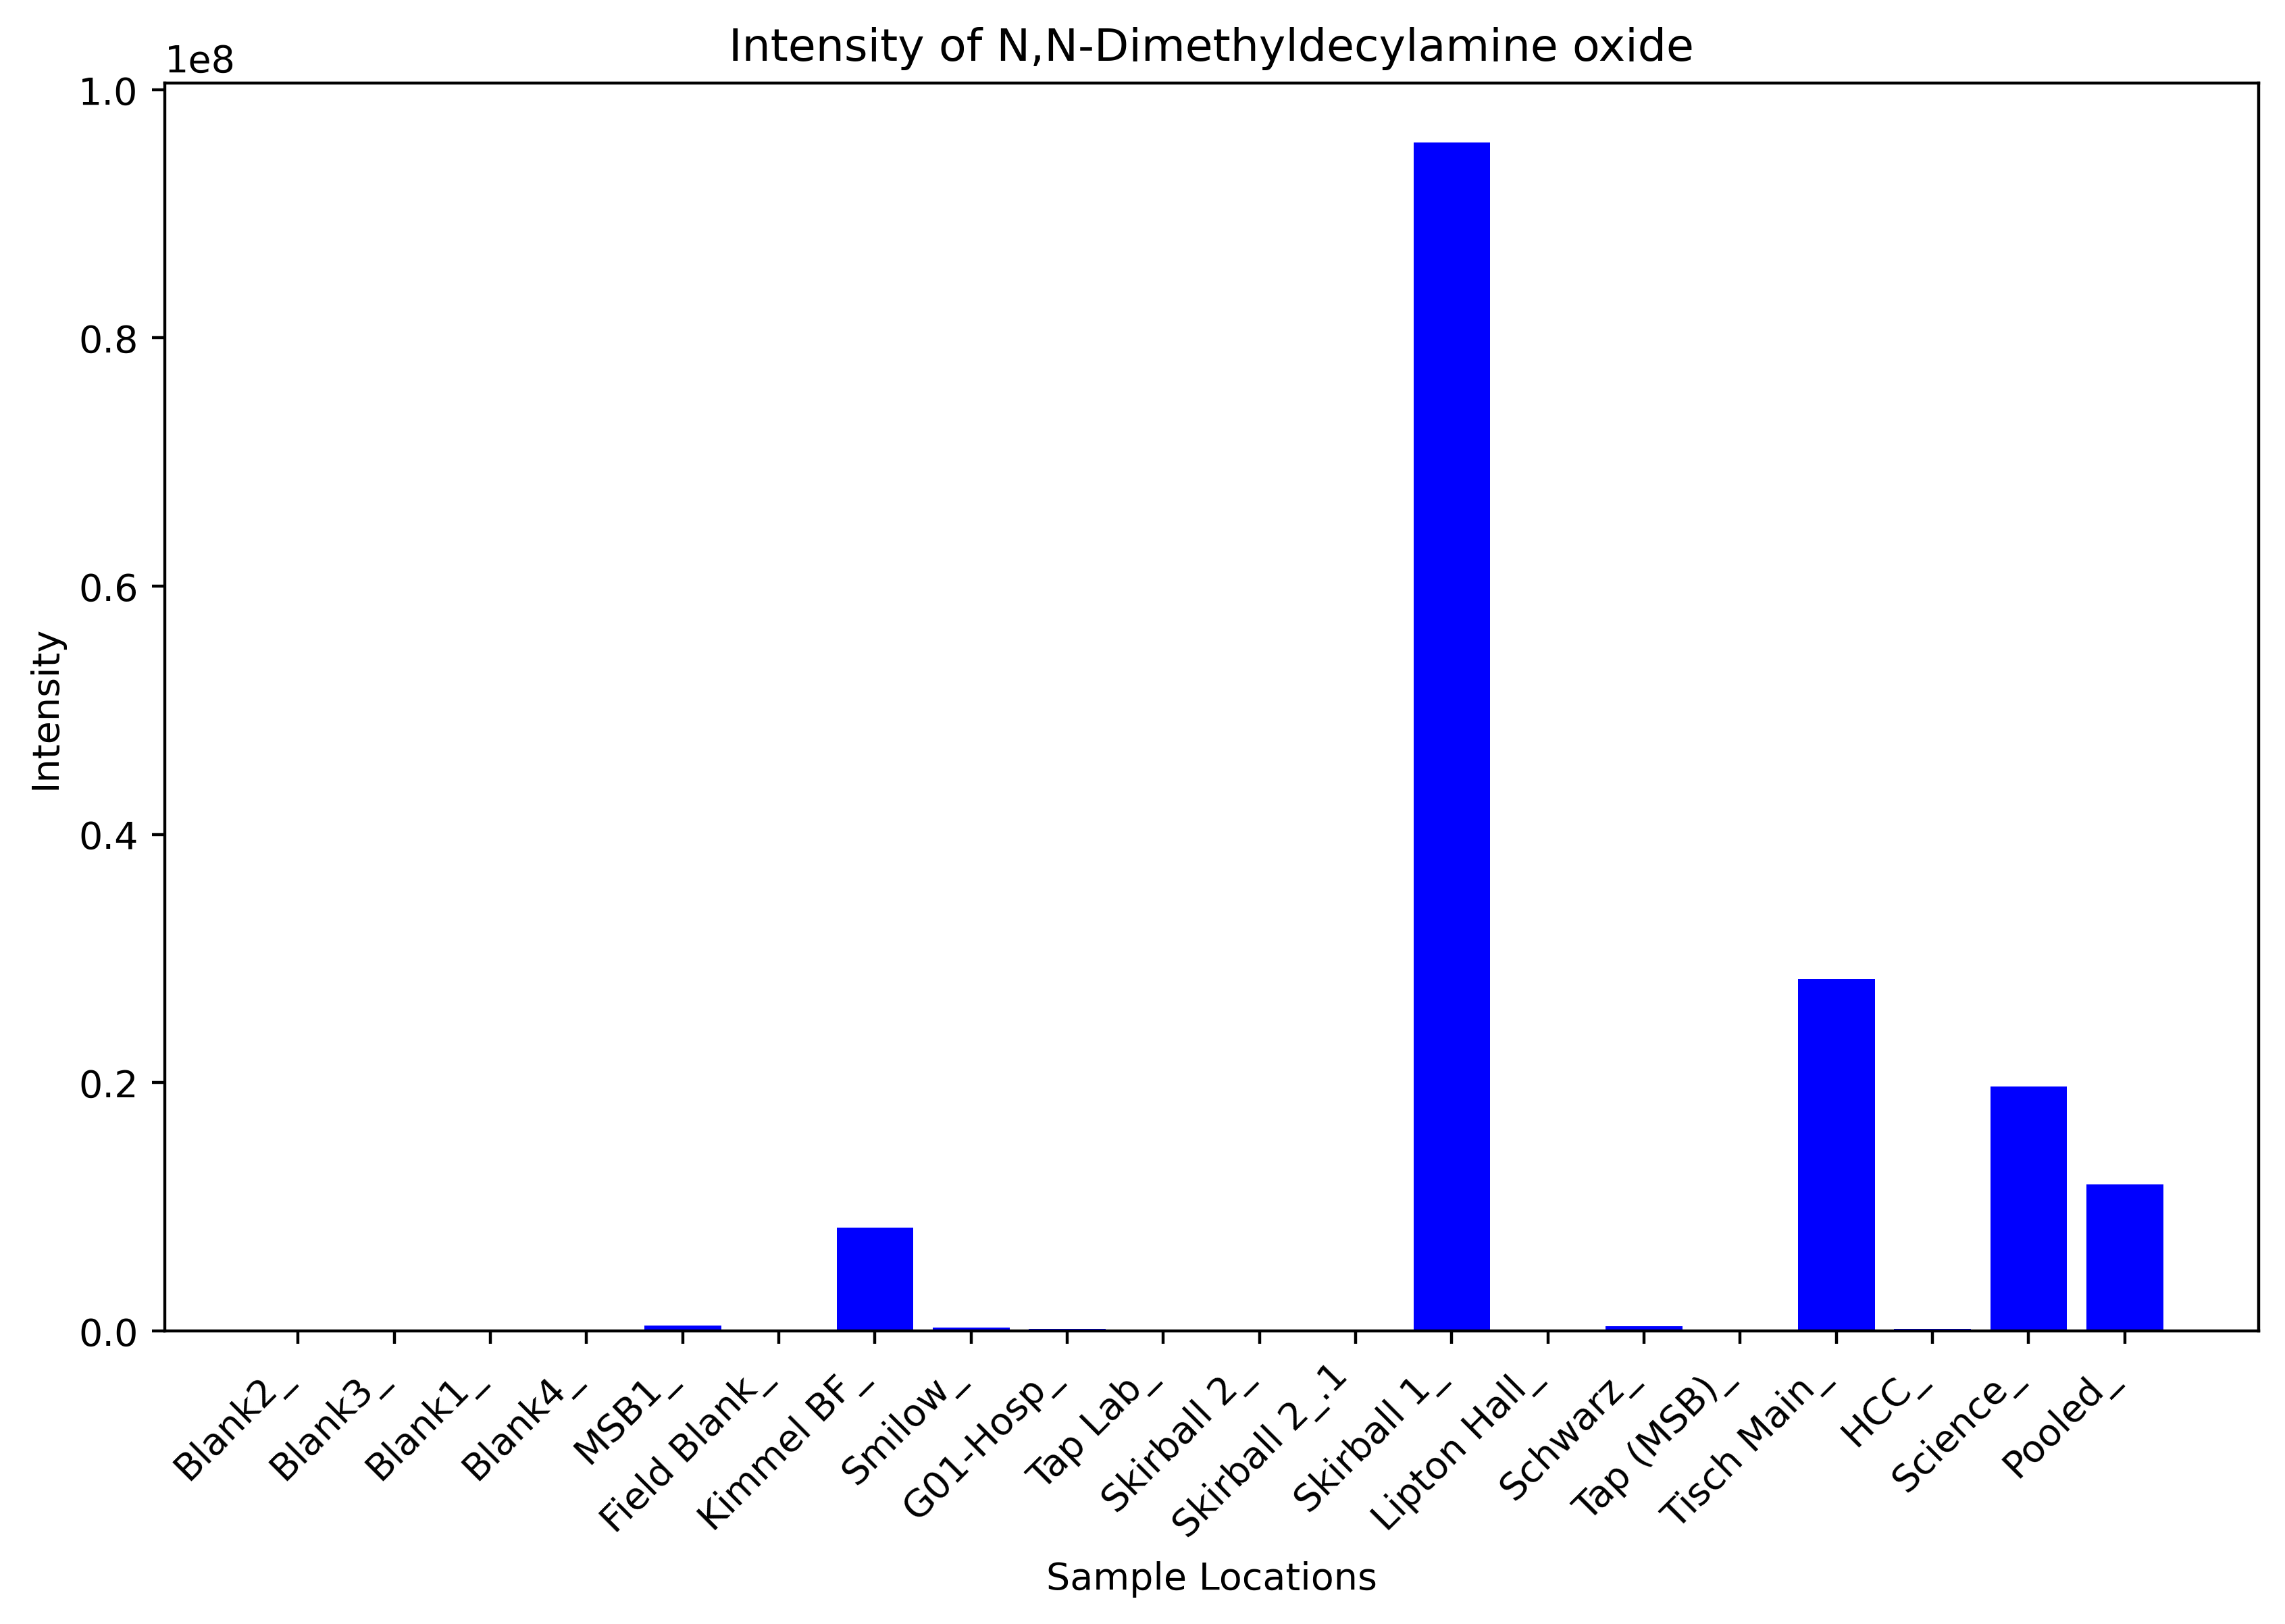 Intensity of N,N-Dimethyldecylamine oxide
1e8
1.0
0.8
0.6
0.4
0.2
0.0
Intensity
Blank2_
Blank3_
Blank1_
Blank4_
MSB1_
Field Blank_
Kimmel BF_
Smilow_
G01-Hosp_
Tap Lab_
Skirball 2_
Skirball 2_.1
Skirball 1_
Lipton Hall_
Schwarz_
Tap (MSB)_
Tisch Main_
HCC_
Science_
Pooled_
Sample Locations